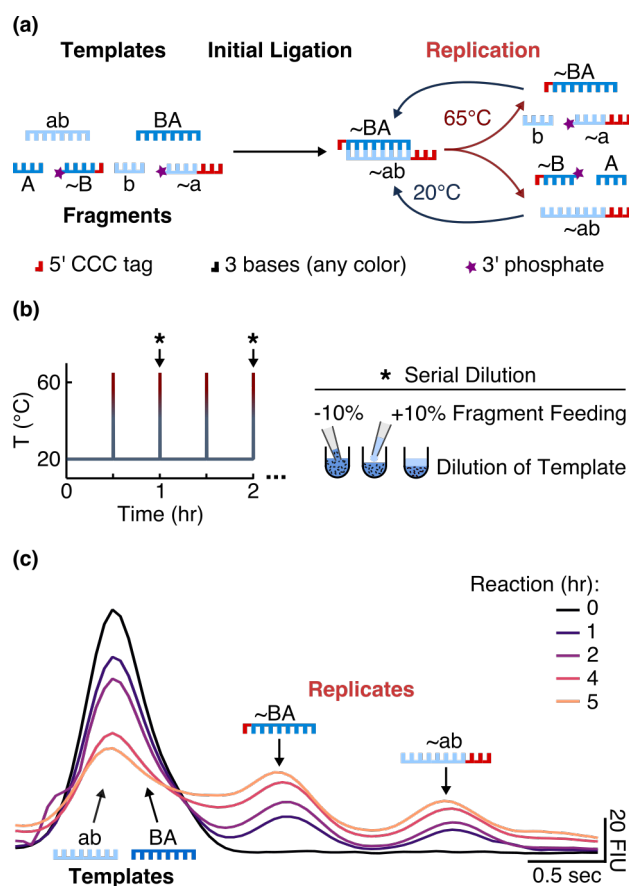 (a)
Templates Initial Ligation Replication
ab BA ~BA
~BA 65°C b ~a
A ~B b ~a ~ab ~B A
Fragments 20°C ~ab
5' CCC tag 3 bases (any color) 3' phosphate
(b)
* *
* Serial Dilution
60
T (°C)
-10% +10% Fragment Feeding
20
Dilution of Template
0 1 2 ...
Time (hr)
(c)
Reaction (hr):
0
1
2
4
5
Replicates
~BA
~ab
ab BA
Templates
20 FIU
0.5 sec